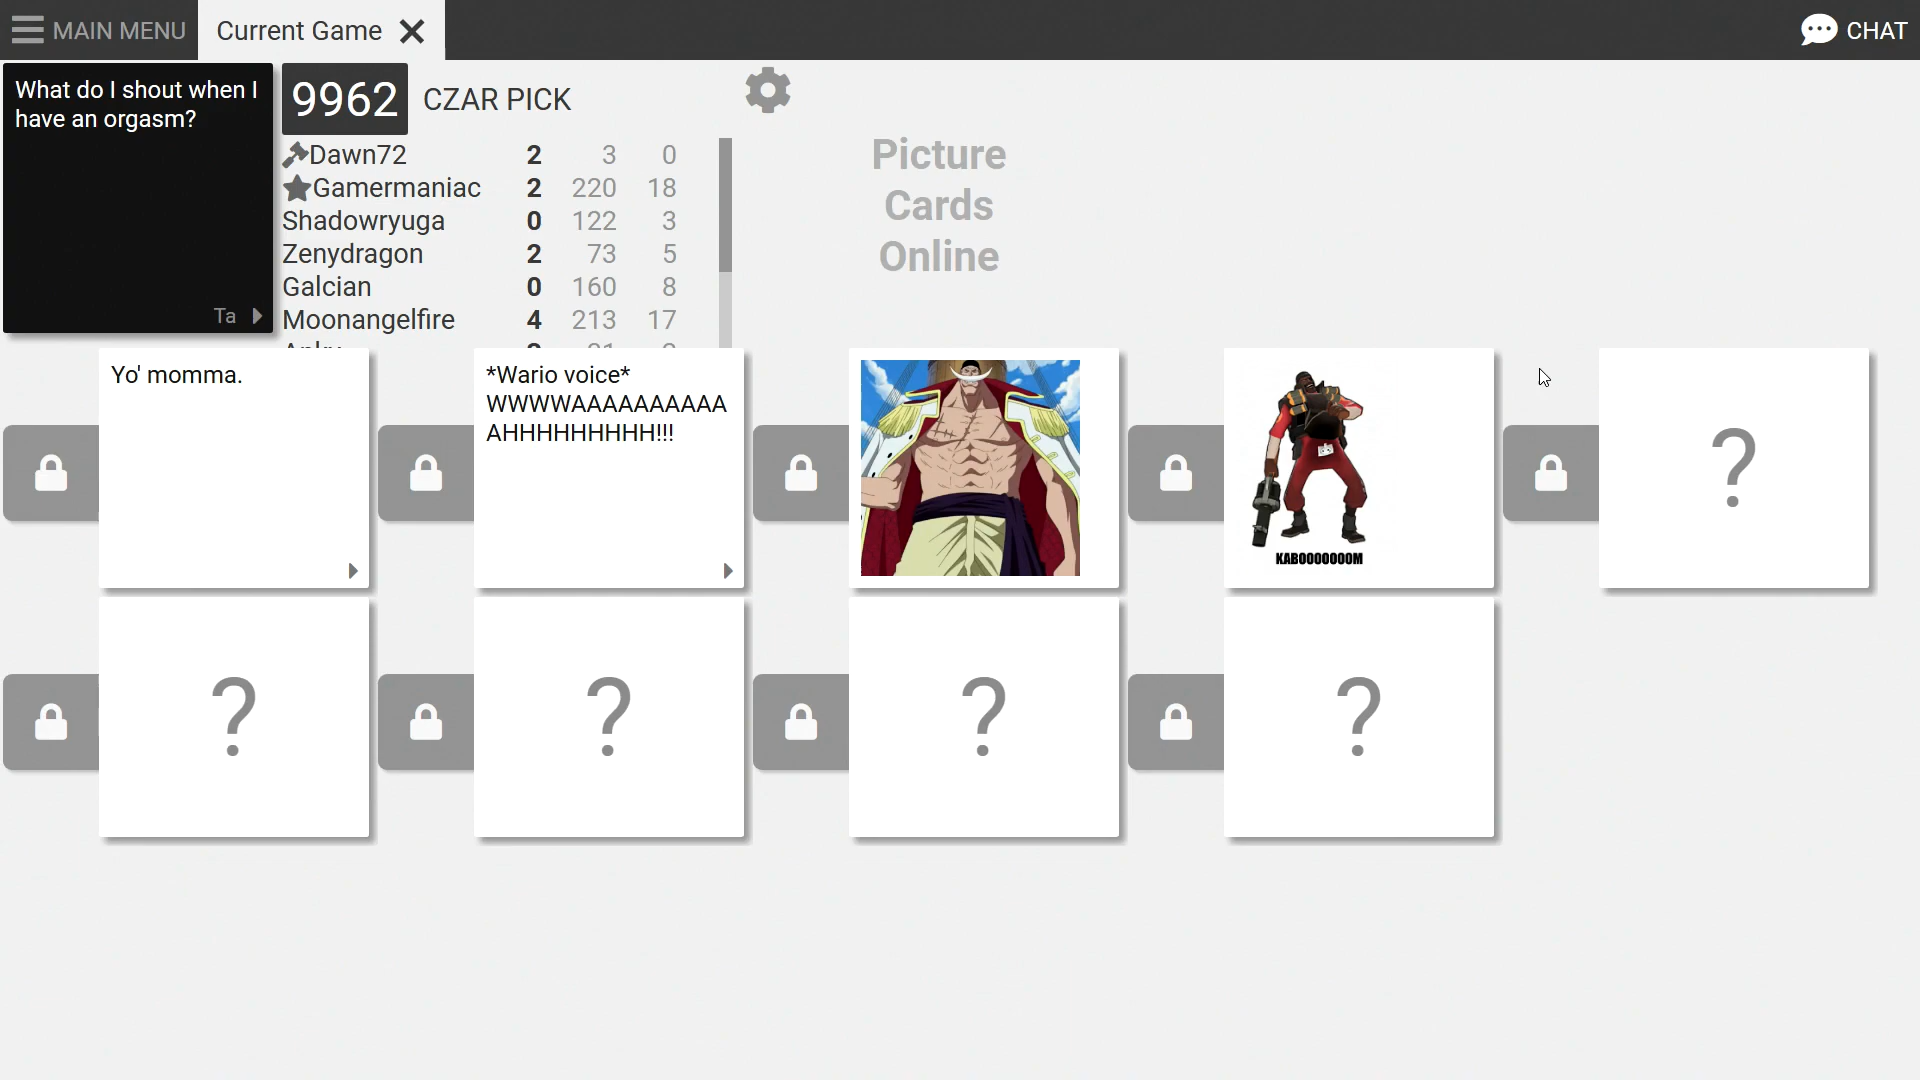 MAIN MENU
Current Game
CHAT
What do I shout when I
have an orgasm?
Ta
9962 CZAR PICK
Dawn72 2 3 0
Gamermaniac 2 220 18
Shadowryuga 0 122 3
Zenydragon 2 73 5
Galcian 0 160 8
Moonangelfire 4 213 17
Picture
Cards
Online
Yo' momma.
*Wario voice*
WWWWAAAAAAAAAA
AHHHHHHHHH!!!
KABOOOOOOOM
?
?
?
?
?